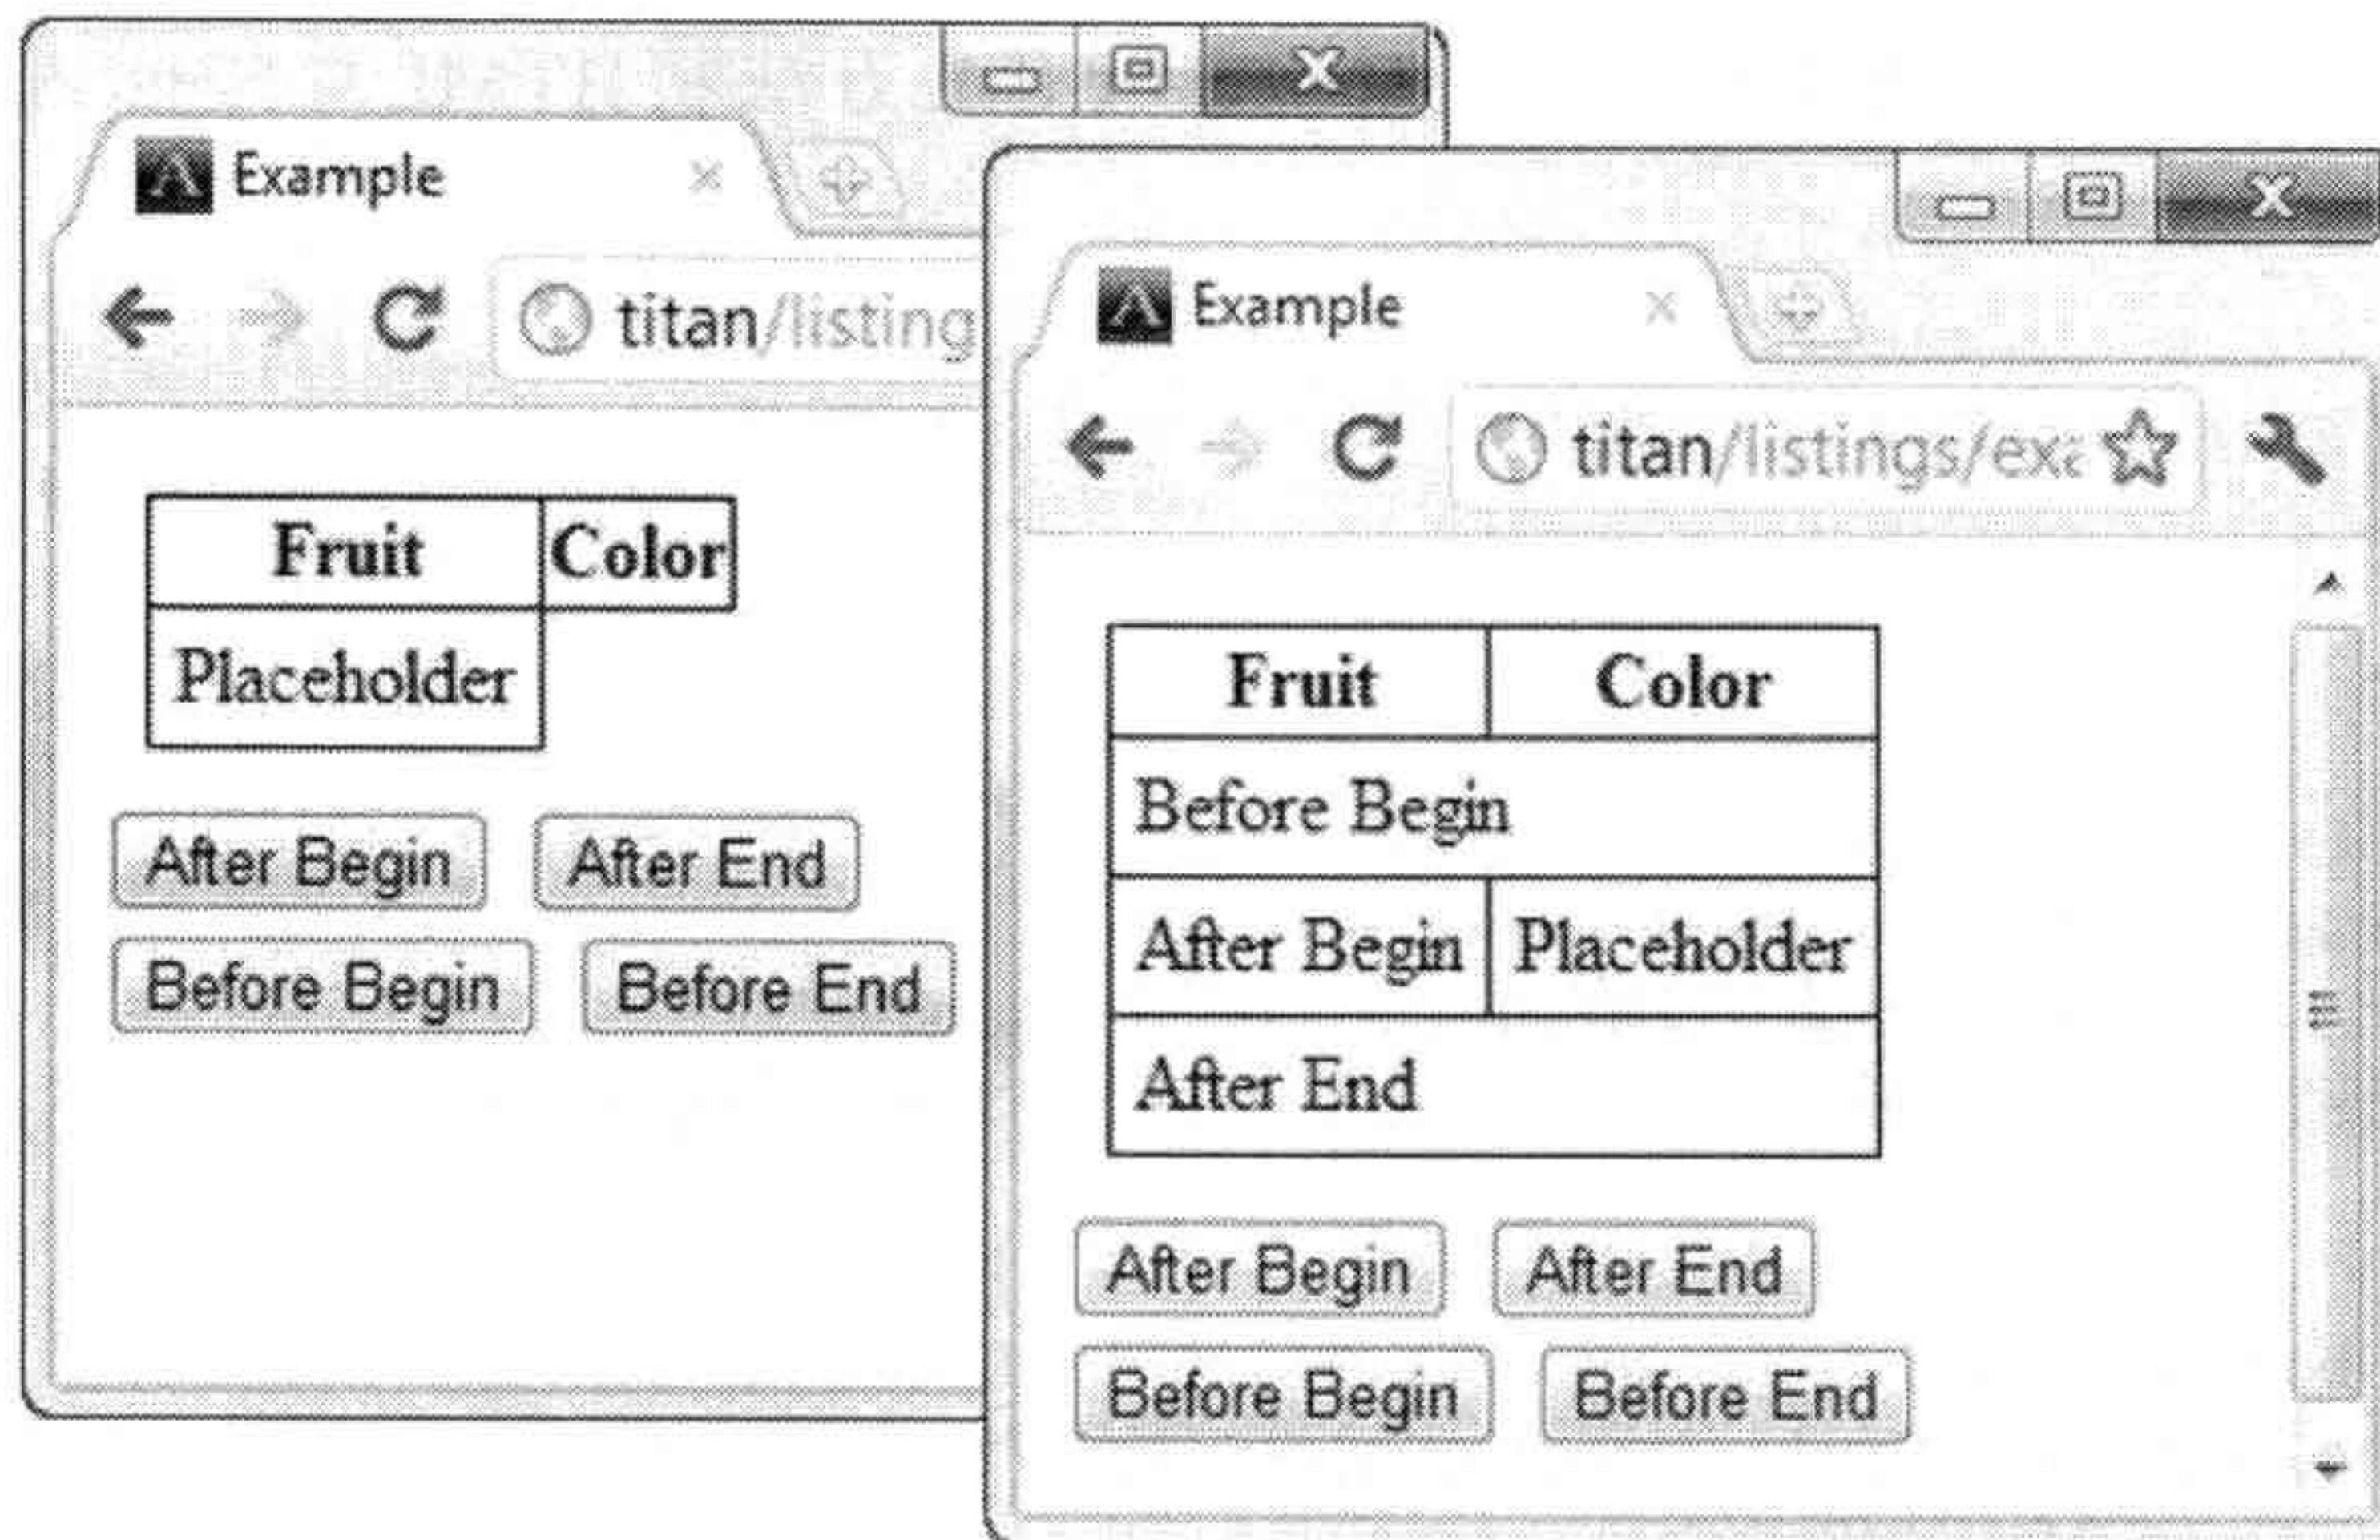 Example
titan/listing
Fruit Color
Placeholder
After Begin After End
Before Begin Before End
Example
titan/listings/exa
Fruit Color
Before Begin
After Begin Placeholder
After End
After Begin After End
Before Begin Before End